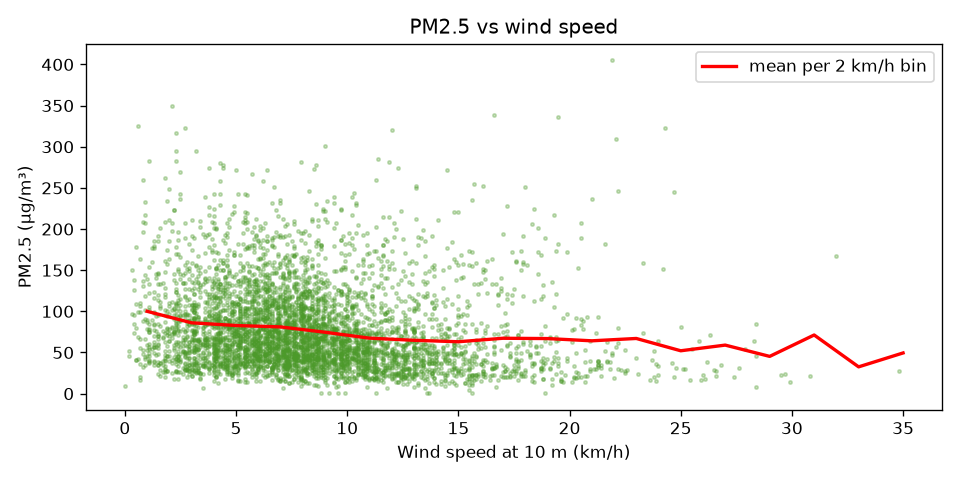 PM2.5 vs wind speed
mean per 2 km/h bin
400
350
300
250
200
150
100
50
0
PM2.5 (µg/m³)
0 5 10 15 20 25 30 35
Wind speed at 10 m (km/h)